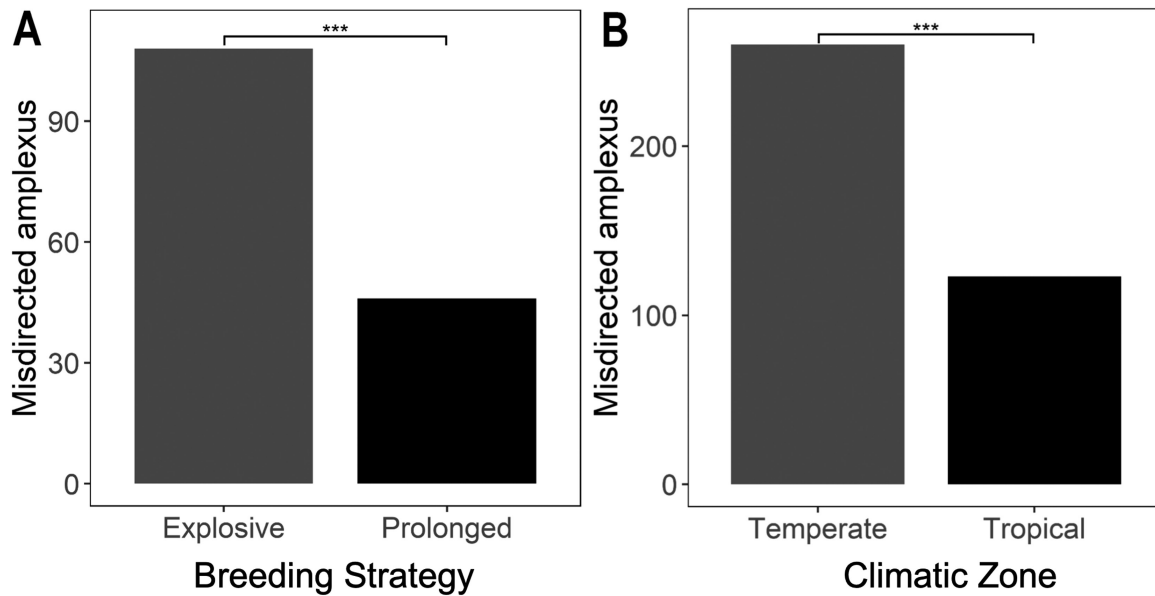 A
***
Misdirected amplexus
90
60
30
0
Explosive
Prolonged
Breeding Strategy
B
***
Misdirected amplexus
200
100
0
Temperate
Tropical
Climatic Zone